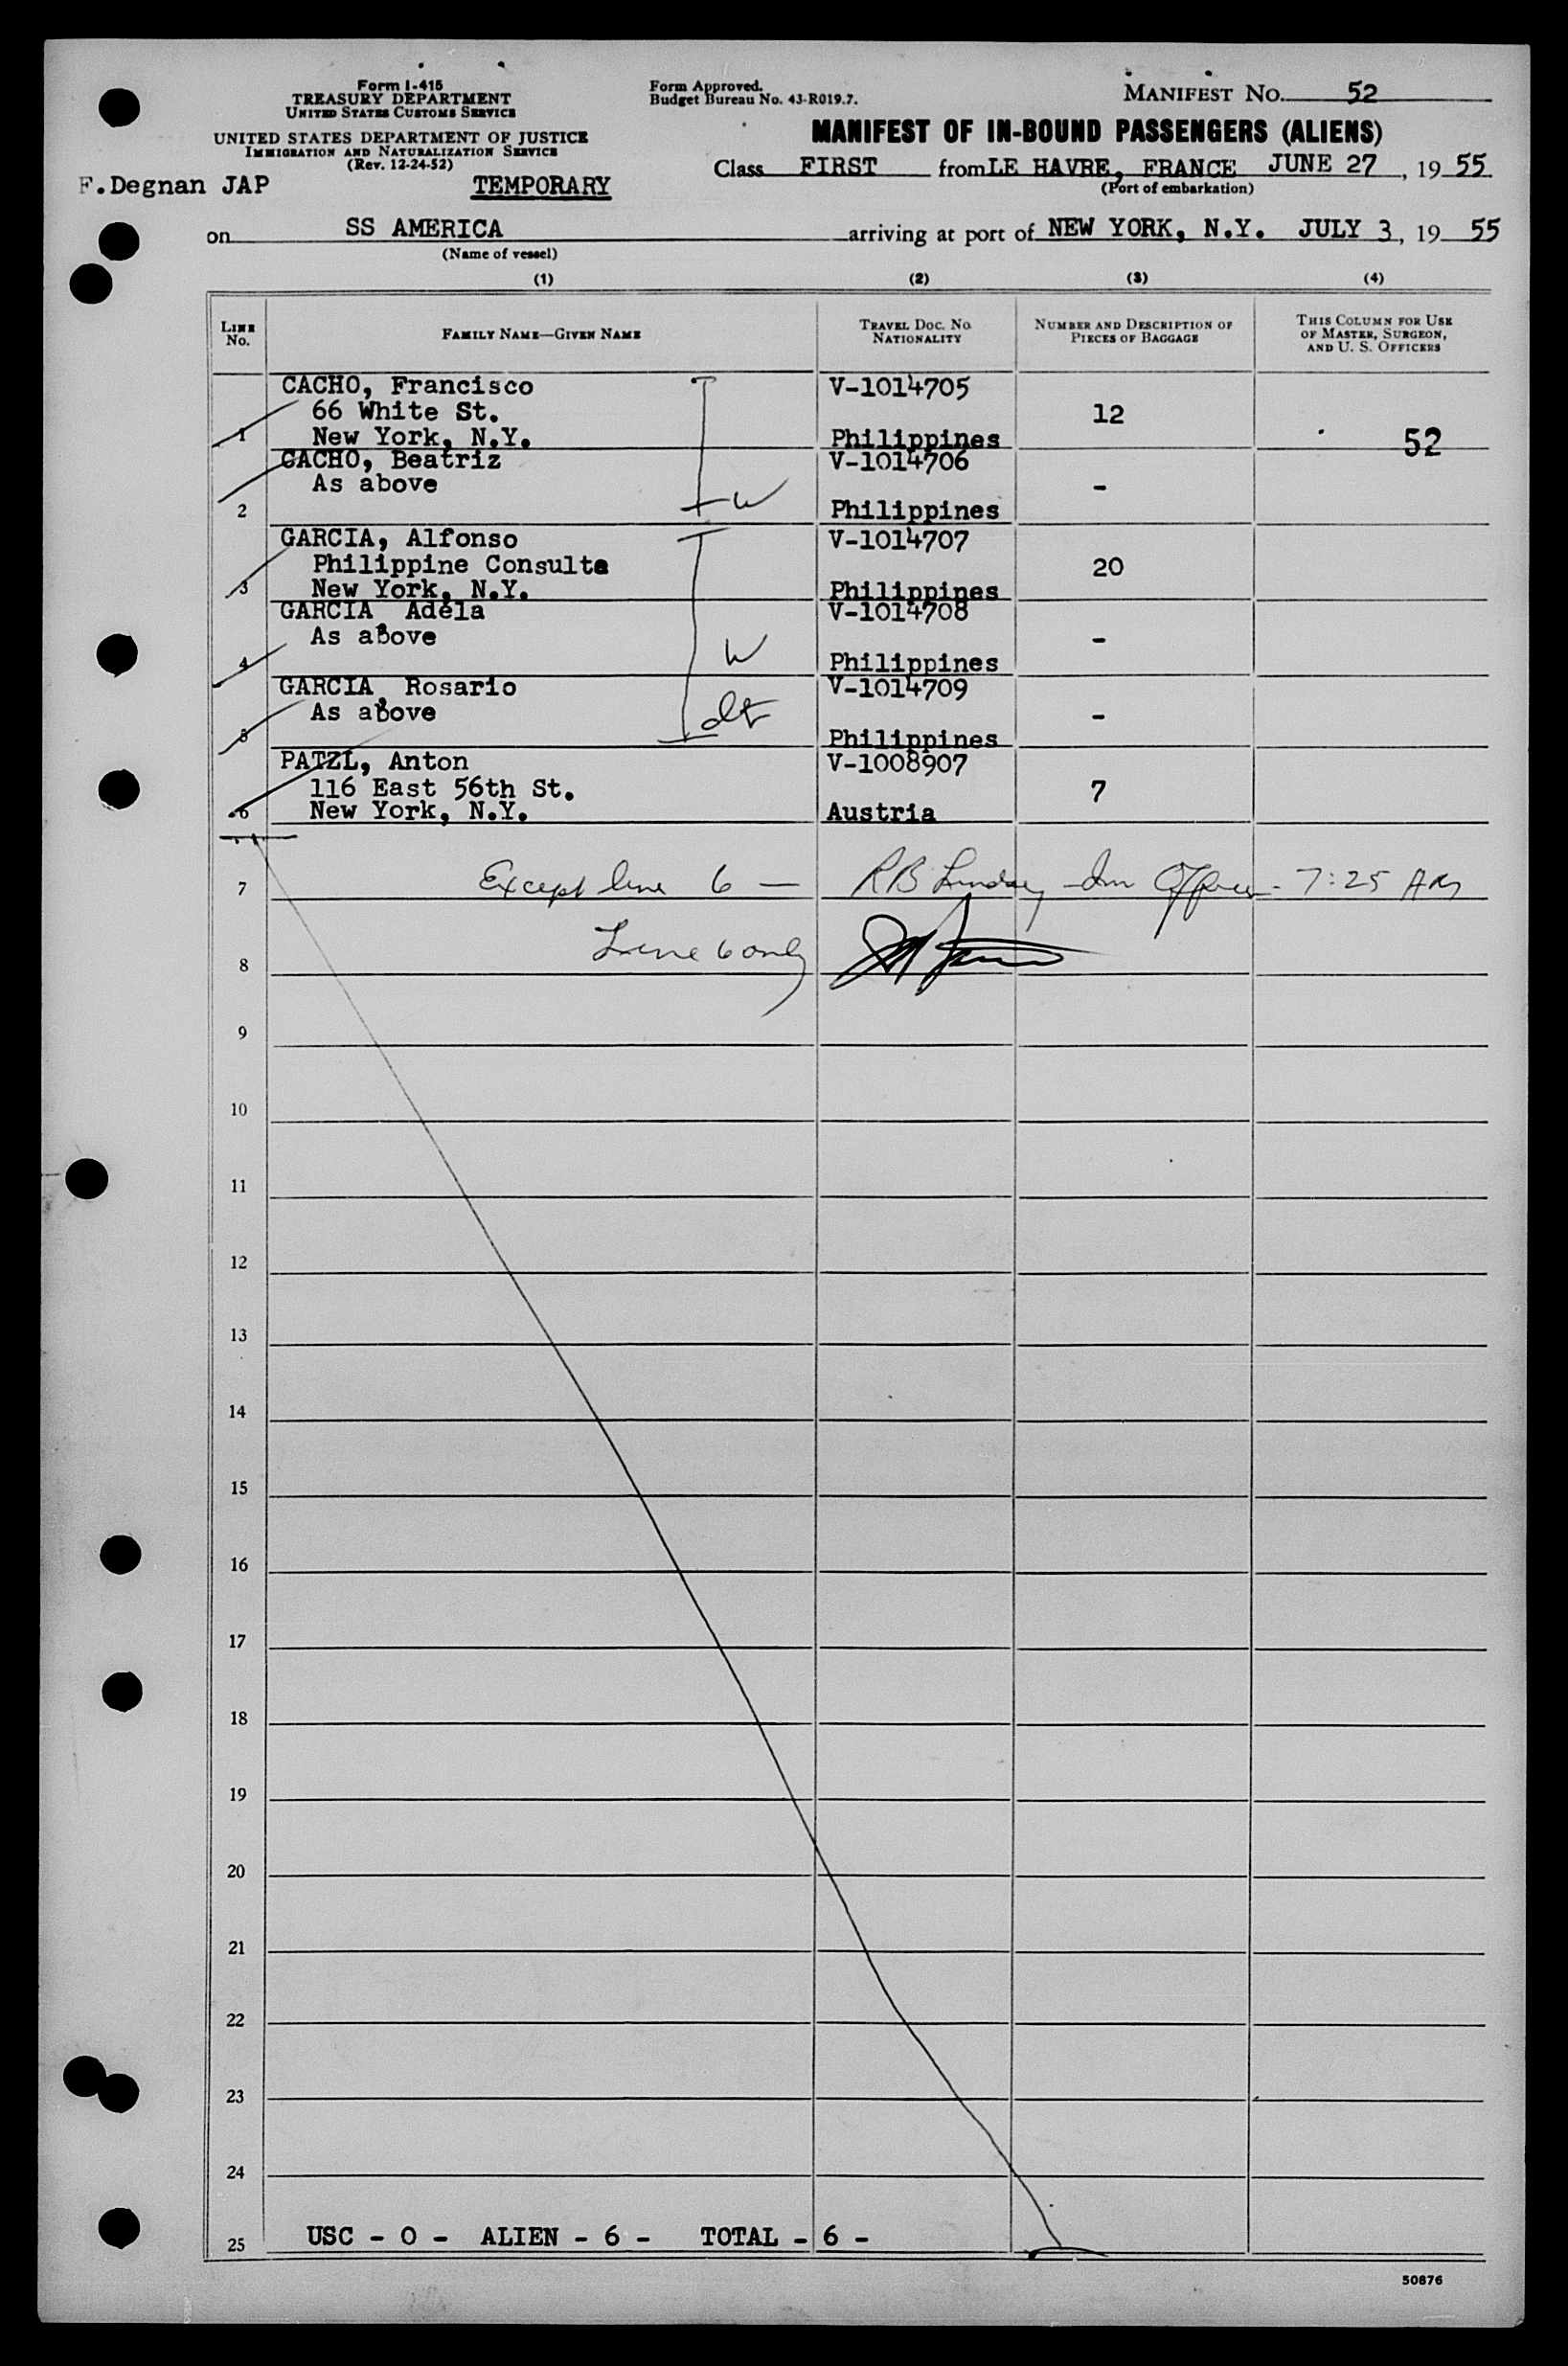 Form I-415
TREASURY DEPARTMENT
UNITED STATES CUSTOMS SERVICE
UNITED STATES DEPARTMENT OF JUSTICE
IMMIGRATION AND NATURALIZATION SERVICE
(Rev. 12-24-52)
Form Approved.
Budget Bureau No. 43-R019.7.
MANIFEST NO. 52
MANIFEST OF IN-BOUND PASSENGERS (ALIENS)
Class FIRST from LE HAVRE, FRANCE JUNE 27, 19 55
(Port of embarkation)
F.Degnan JAP TEMPORARY
on SS AMERICA arriving at port of NEW YORK, N.Y. JULY 3, 19 55
(Name of vessel)
(1) (2) (3) (4)
LINE No. FAMILY NAME—GIVEN NAME TRAVEL DOC. NO. NATIONALITY NUMBER AND DESCRIPTION OF PIECES OF BAGGAGE THIS COLUMN FOR USE OF MASTER, SURGEON, AND U. S. OFFICERS
CACHO, Francisco V-1014705
66 White St. 12
1 New York, N.Y. Philippines 52
CACHO, Beatriz V-1014706
As above -
2 W Philippines
GARCIA, Alfonso V-1014707
Philippine Consulte 20
3 New York, N.Y. Philippines
GARCIA, Adela V-1014708
As above -
4 W Philippines
GARCIA, Rosario V-1014709
As above dt -
5 Philippines
PATZL, Anton V-1008907
116 East 56th St. 7
6 New York, N.Y. Austria
7 Except line 6 — RB Lindsey Im Officer - 7:25 AM
8 Line 6 only
9
10
11
12
13
14
15
16
17
18
19
20
21
22
23
24
25 USC - 0 - ALIEN - 6 - TOTAL - 6 -
50876